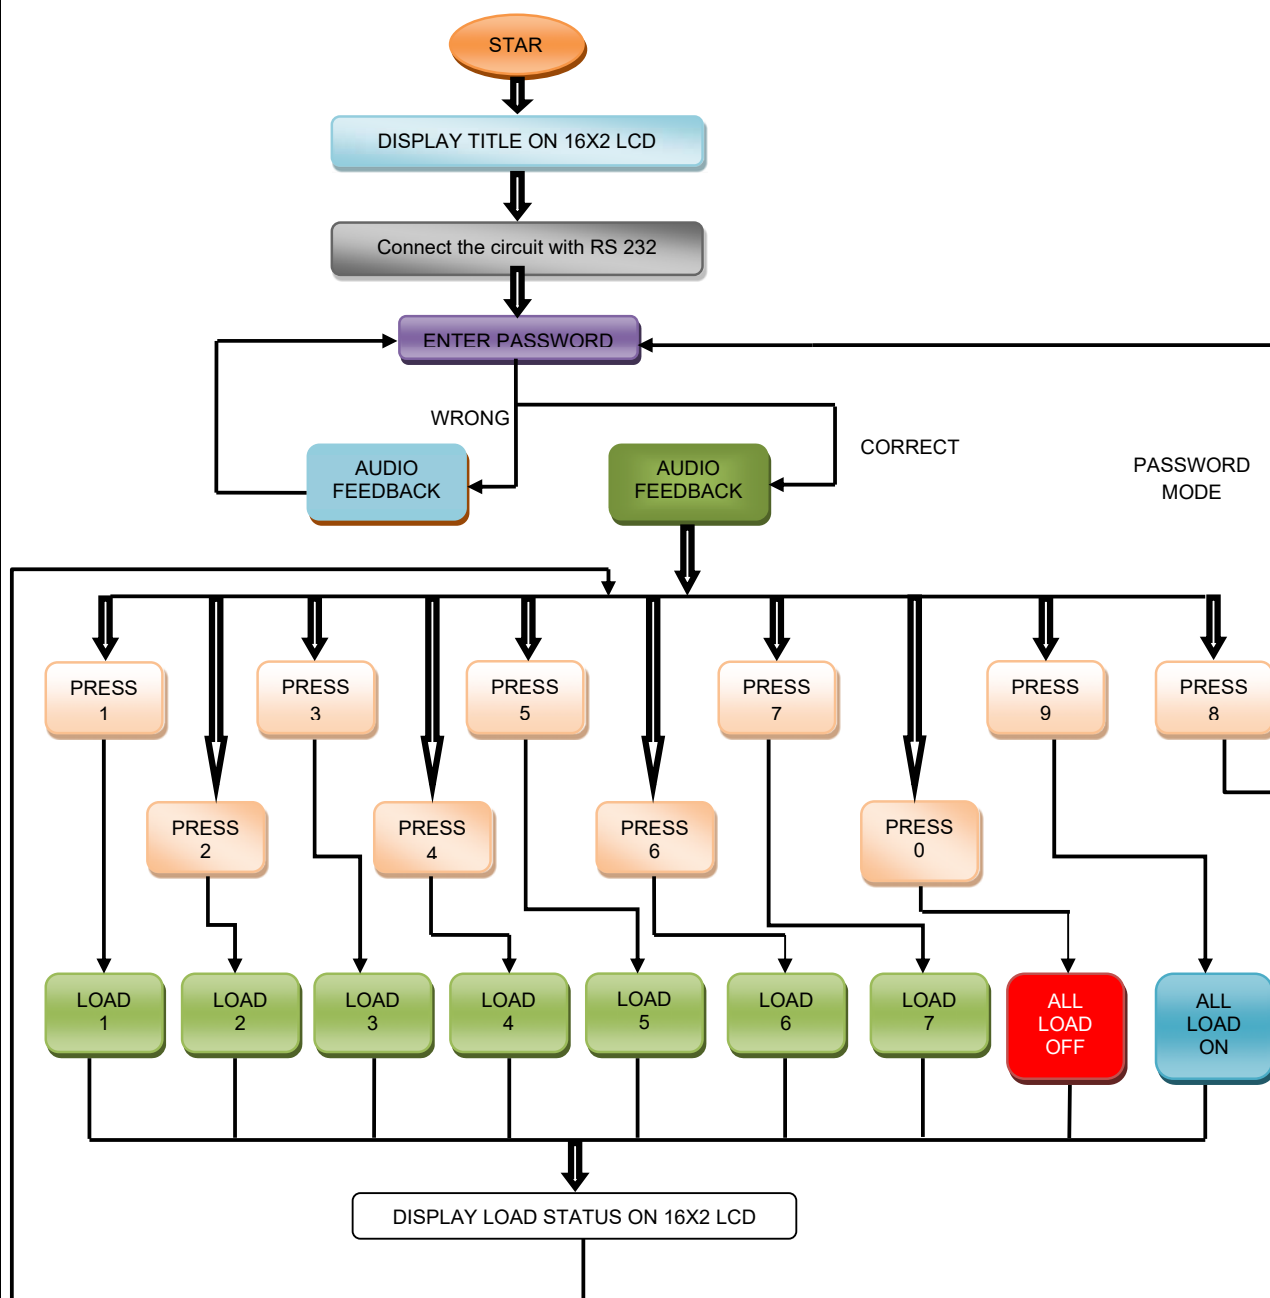 STAR
DISPLAY TITLE ON 16X2 LCD
Connect the circuit with RS 232
ENTER PASSWORD
WRONG
CORRECT
AUDIO
FEEDBACK
AUDIO
FEEDBACK
PASSWORD
MODE
PRESS
1
PRESS
3
PRESS
5
PRESS
7
PRESS
9
PRESS
8
PRESS
2
PRESS
4
PRESS
6
PRESS
0
LOAD
1
LOAD
2
LOAD
3
LOAD
4
LOAD
5
LOAD
6
LOAD
7
ALL
LOAD
OFF
ALL
LOAD
ON
DISPLAY LOAD STATUS ON 16X2 LCD